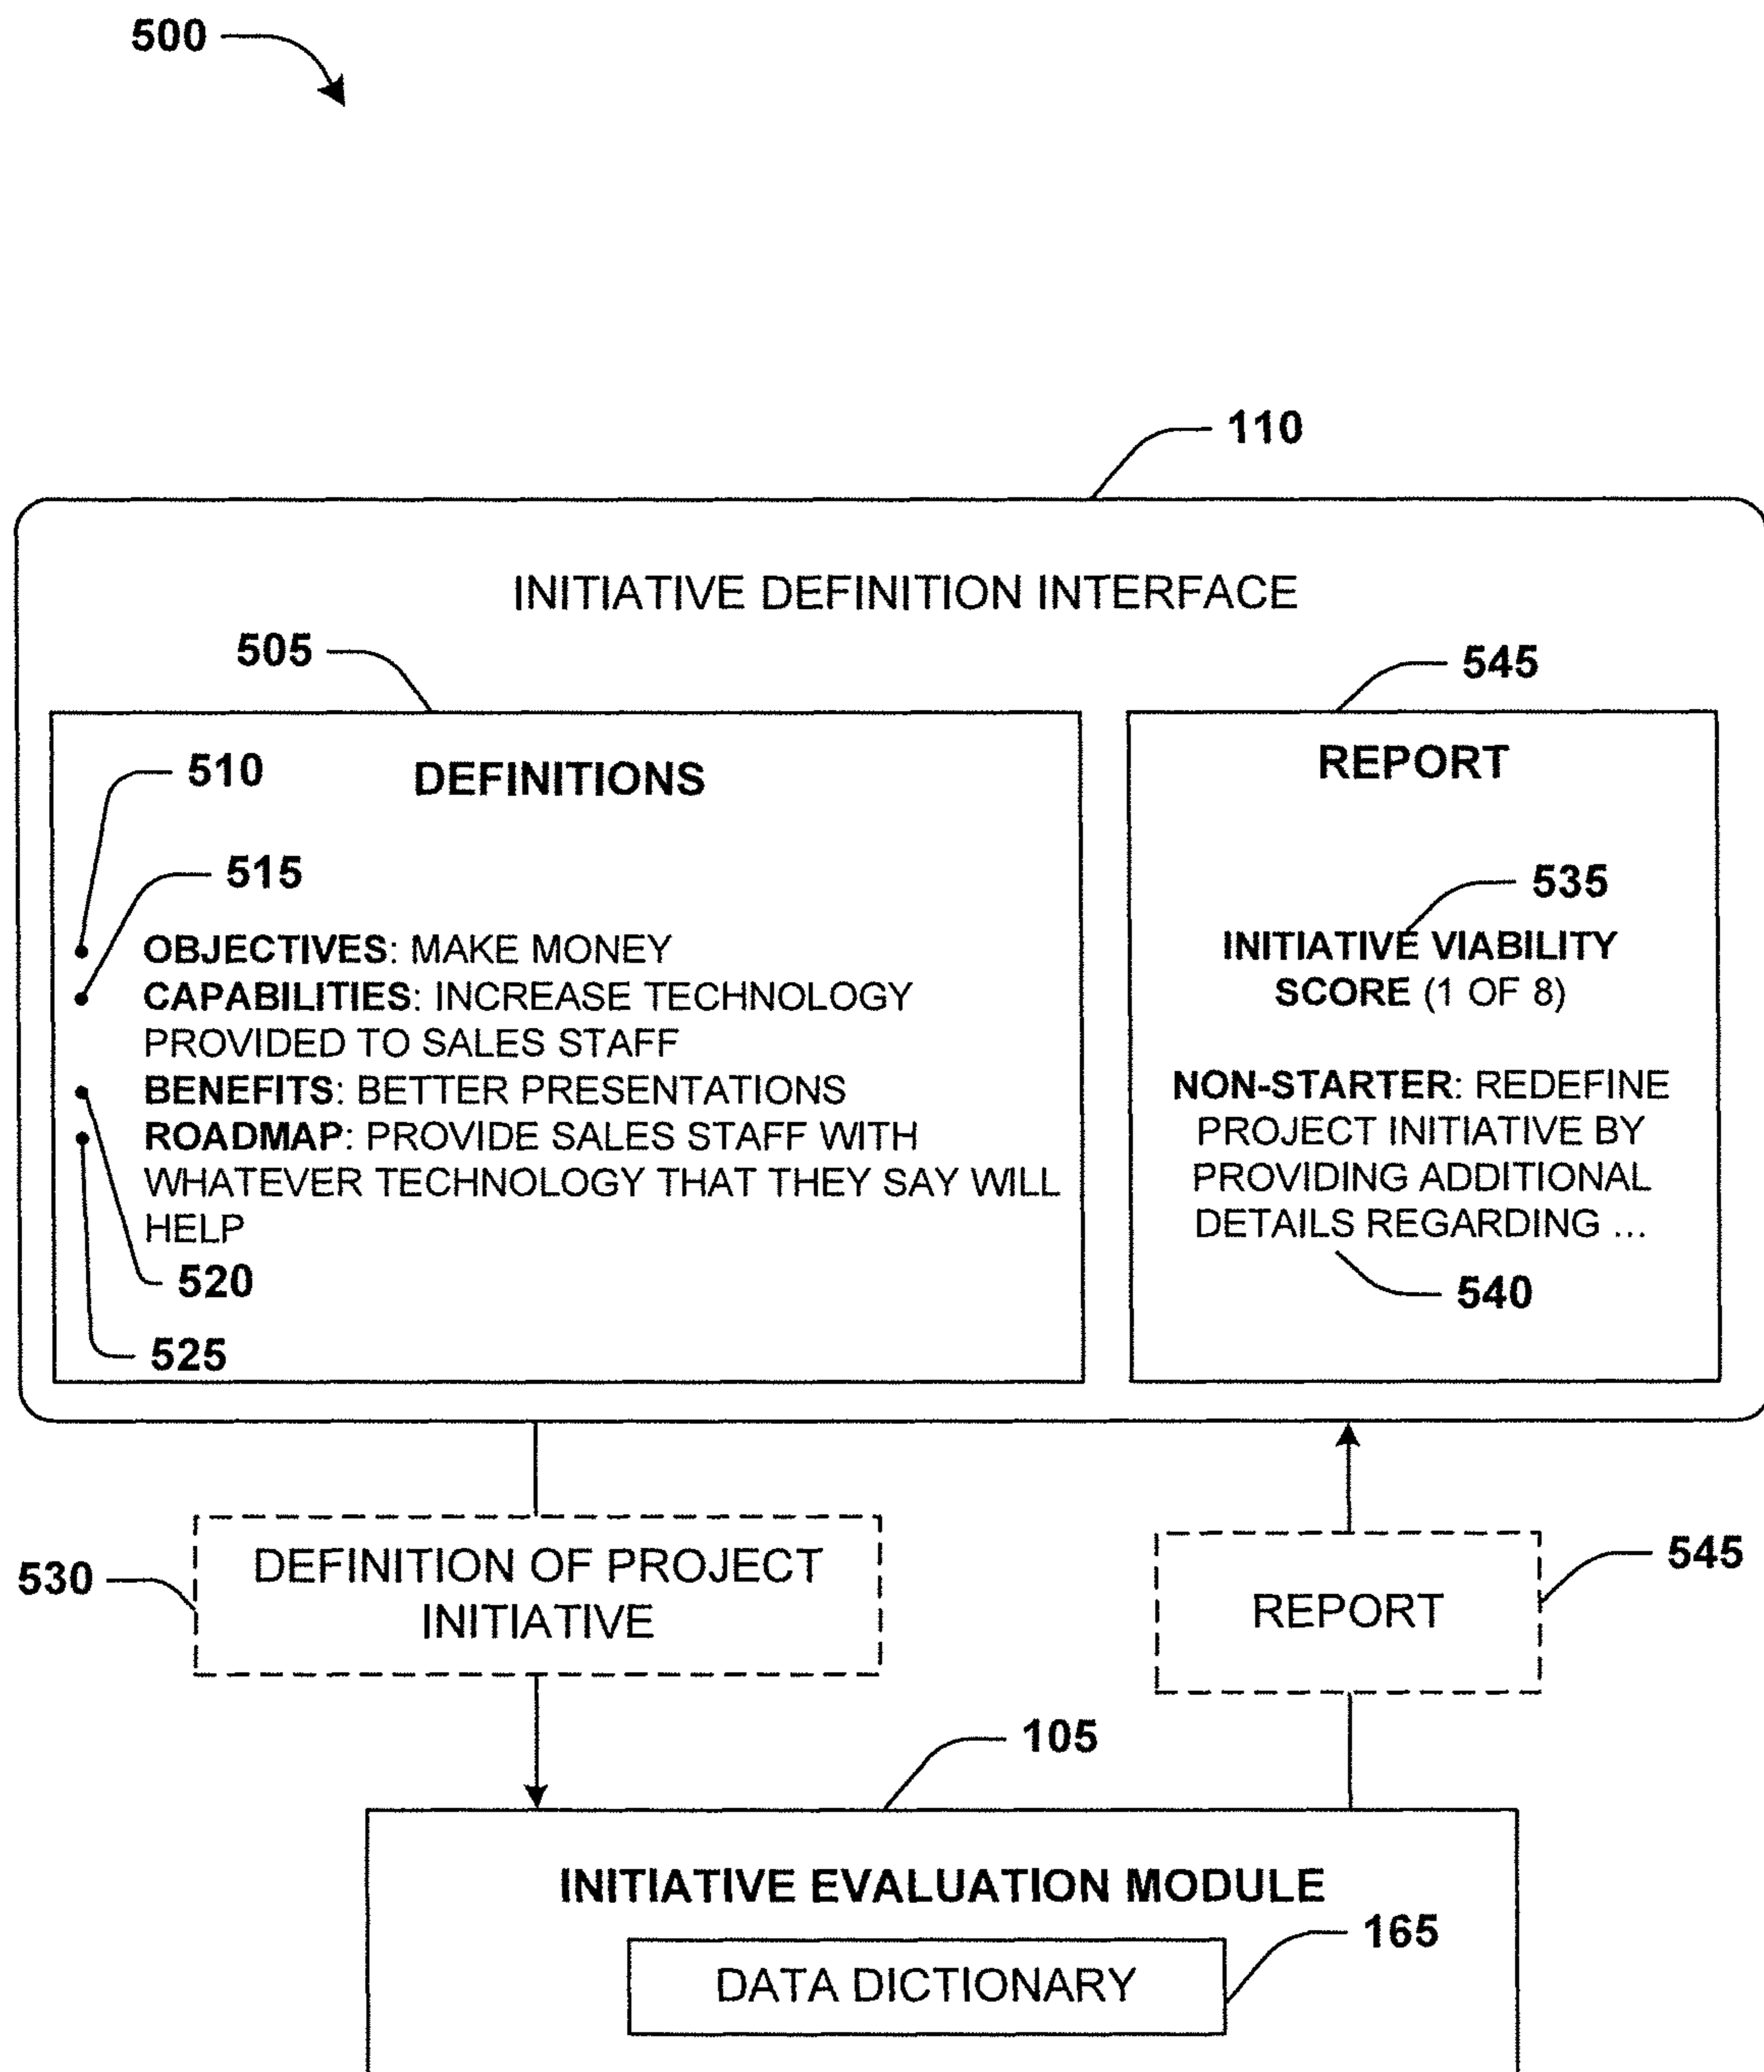 500
110
INITIATIVE DEFINITION INTERFACE
505
545
DEFINITIONS
510
515
OBJECTIVES: MAKE MONEY
CAPABILITIES: INCREASE TECHNOLOGY
PROVIDED TO SALES STAFF
BENEFITS: BETTER PRESENTATIONS
ROADMAP: PROVIDE SALES STAFF WITH
WHATEVER TECHNOLOGY THAT THEY SAY WILL
HELP
520
525
REPORT
535
INITIATIVE VIABILITY
SCORE (1 OF 8)
NON-STARTER: REDEFINE
PROJECT INITIATIVE BY
PROVIDING ADDITIONAL
DETAILS REGARDING ...
540
530
DEFINITION OF PROJECT
INITIATIVE
REPORT
545
105
INITIATIVE EVALUATION MODULE
165
DATA DICTIONARY